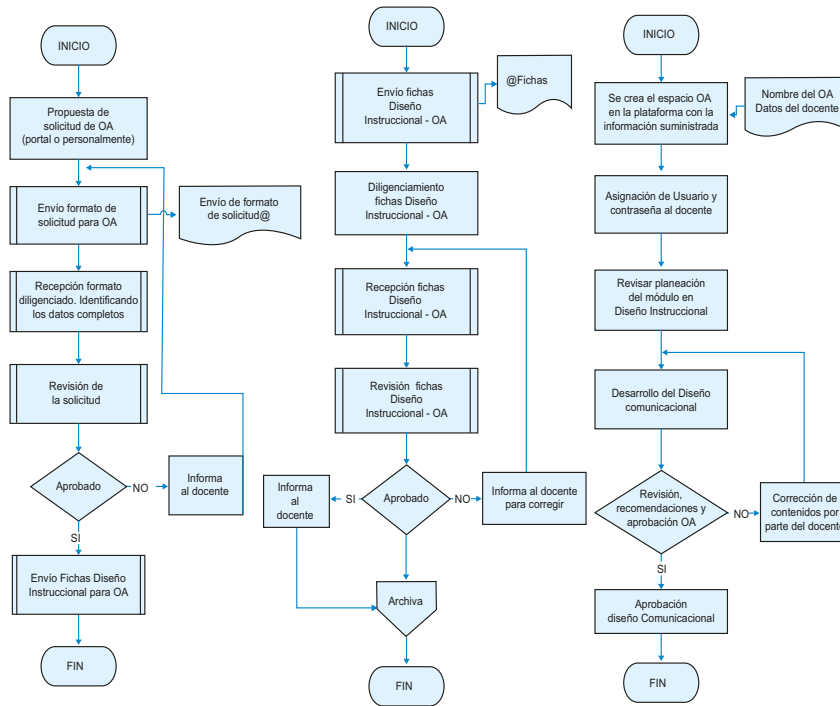 INICIO
Propuesta de
solicitud de OA
(portal o personalmente)
Envío formato de
solicitud para OA
Envío de formato
de solicitud@
Recepción formato
diligenciado. Identificando
los datos completos
Revisión de
la solicitud
Aprobado
NO
Informa
al docente
SI
Envío Fichas Diseño
Instruccional para OA
FIN
INICIO
Envío fichas
Diseño
Instruccional - OA
@Fichas
Diligenciamiento
fichas Diseño
Instruccional - OA
Recepción fichas
Diseño
Instruccional - OA
Revisión fichas
Diseño
Instruccional - OA
Informa
al
docente
SI
Aprobado
NO
Informa al docente
para corregir
Archiva
FIN
INICIO
Se crea el espacio OA
en la plataforma con la
información suministrada
Nombre del OA
Datos del docente
Asignación de Usuario y
contraseña al docente
Revisar planeación
del módulo en
Diseño Instruccional
Desarrollo del Diseño
comunicacional
Revisión,
recomendaciones y
aprobación OA
NO
Corrección de
contenidos por
parte del docente
SI
Aprobación
diseño Comunicacional
FIN